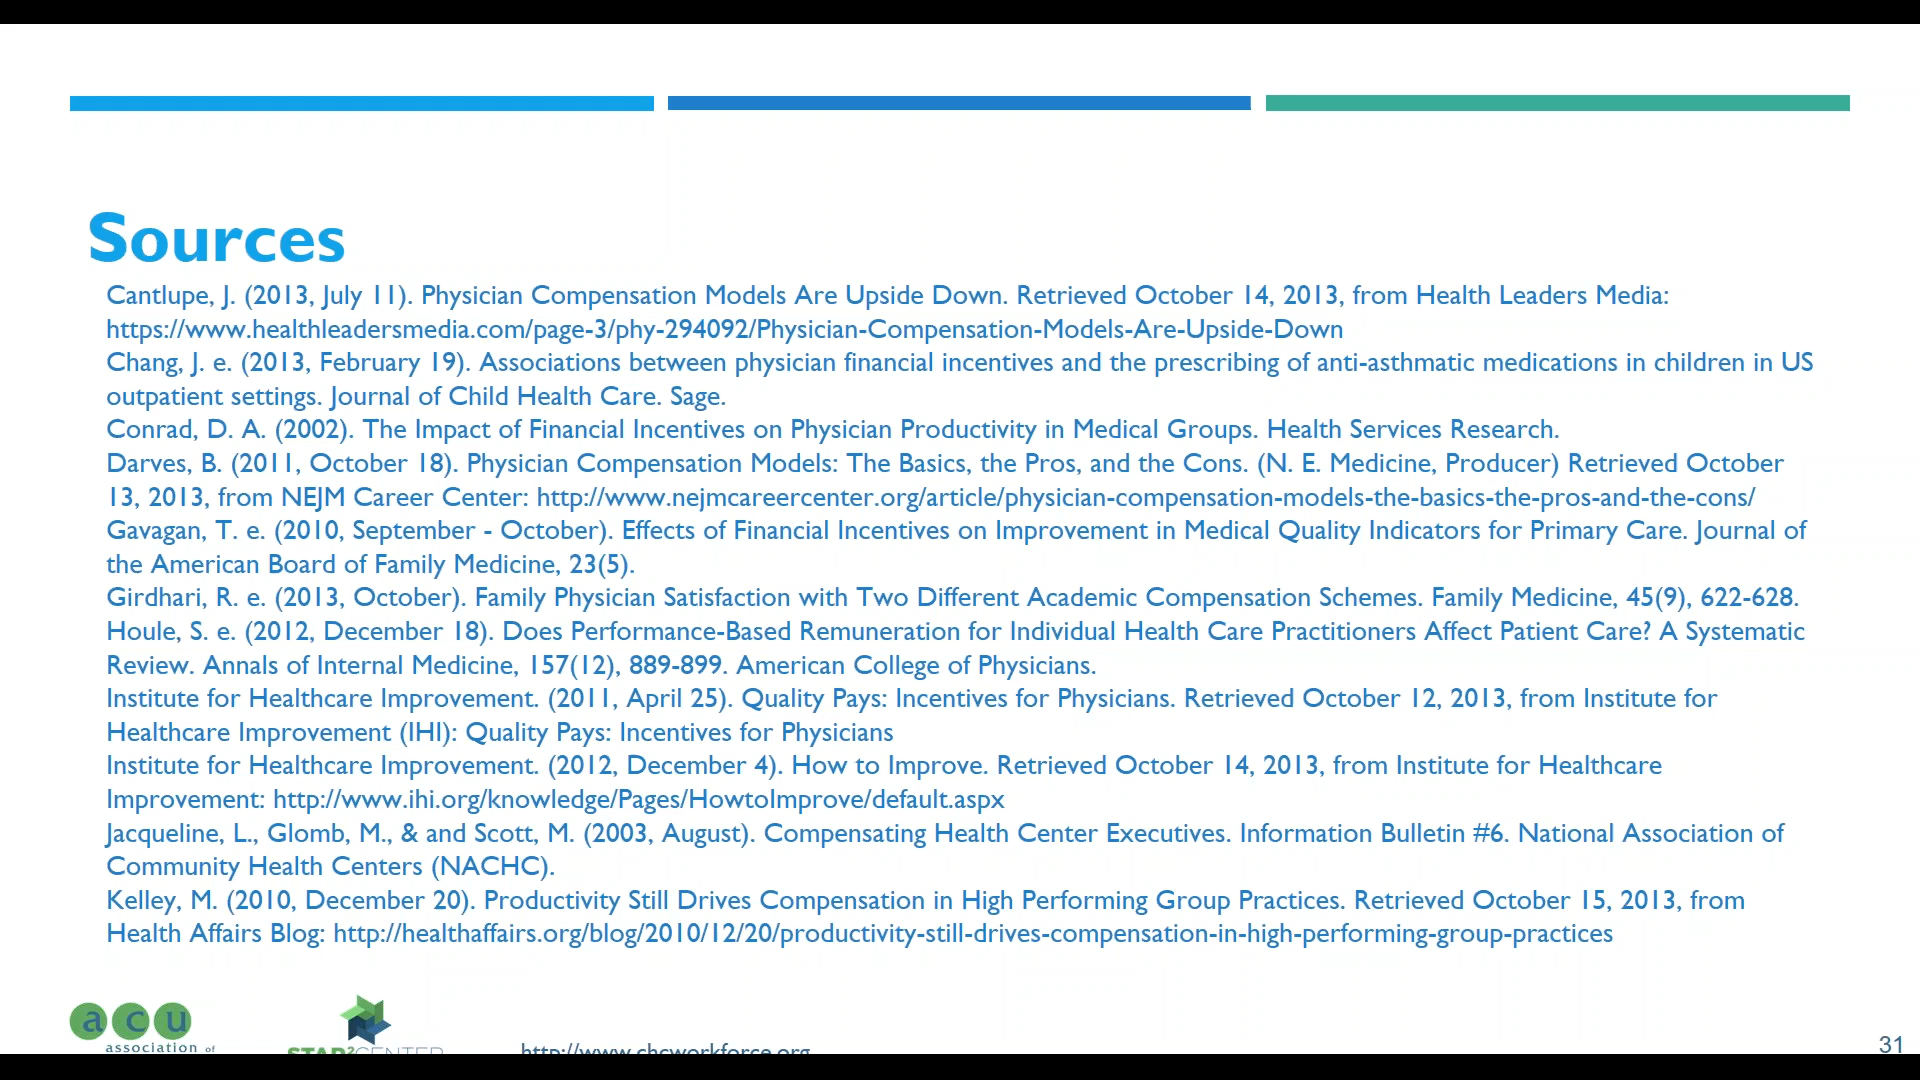 Sources
Cantlupe, J. (2013, July 11). Physician Compensation Models Are Upside Down. Retrieved October 14, 2013, from Health Leaders Media:
https://www.healthleadersmedia.com/page-3/phy-294092/Physician-Compensation-Models-Are-Upside-Down
Chang, J. e. (2013, February 19). Associations between physician financial incentives and the prescribing of anti-asthmatic medications in children in US
outpatient settings. Journal of Child Health Care. Sage.
Conrad, D. A. (2002). The Impact of Financial Incentives on Physician Productivity in Medical Groups. Health Services Research.
Darves, B. (2011, October 18). Physician Compensation Models: The Basics, the Pros, and the Cons. (N. E. Medicine, Producer) Retrieved October
13, 2013, from NEJM Career Center: http://www.nejmcareercenter.org/article/physician-compensation-models-the-basics-the-pros-and-the-cons/
Gavagan, T. e. (2010, September - October). Effects of Financial Incentives on Improvement in Medical Quality Indicators for Primary Care. Journal of
the American Board of Family Medicine, 23(5).
Girdhari, R. e. (2013, October). Family Physician Satisfaction with Two Different Academic Compensation Schemes. Family Medicine, 45(9), 622-628.
Houle, S. e. (2012, December 18). Does Performance-Based Remuneration for Individual Health Care Practitioners Affect Patient Care? A Systematic
Review. Annals of Internal Medicine, 157(12), 889-899. American College of Physicians.
Institute for Healthcare Improvement. (2011, April 25). Quality Pays: Incentives for Physicians. Retrieved October 12, 2013, from Institute for
Healthcare Improvement (IHI): Quality Pays: Incentives for Physicians
Institute for Healthcare Improvement. (2012, December 4). How to Improve. Retrieved October 14, 2013, from Institute for Healthcare
Improvement: http://www.ihi.org/knowledge/Pages/HowtoImprove/default.aspx
Jacqueline, L., Glomb, M., & and Scott, M. (2003, August). Compensating Health Center Executives. Information Bulletin #6. National Association of
Community Health Centers (NACHC).
Kelley, M. (2010, December 20). Productivity Still Drives Compensation in High Performing Group Practices. Retrieved October 15, 2013, from
Health Affairs Blog: http://healthaffairs.org/blog/2010/12/20/productivity-still-drives-compensation-in-high-performing-group-practices
acu
association of
STAR²CENTER
http://www.chcworkforce.org
31